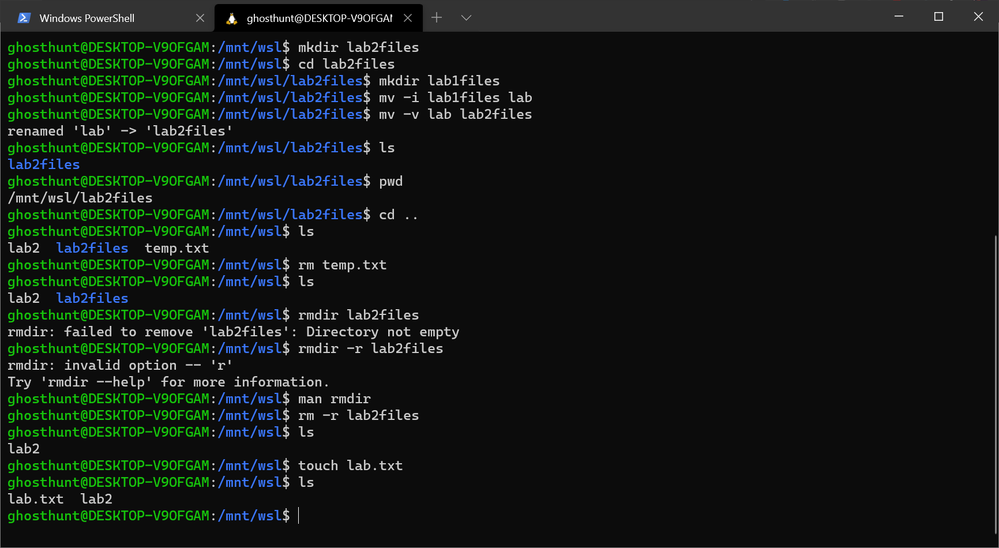 Windows PowerShell
ghosthunt@DESKTOP-V9OFGAM
ghosthunt@DESKTOP-V9OFGAM:/mnt/wsl$ mkdir lab2files
ghosthunt@DESKTOP-V9OFGAM:/mnt/wsl$ cd lab2files
ghosthunt@DESKTOP-V9OFGAM:/mnt/wsl/lab2files$ mkdir lab1files
ghosthunt@DESKTOP-V9OFGAM:/mnt/wsl/lab2files$ mv -i lab1files lab
ghosthunt@DESKTOP-V9OFGAM:/mnt/wsl/lab2files$ mv -v lab lab2files
renamed 'lab' -> 'lab2files'
ghosthunt@DESKTOP-V9OFGAM:/mnt/wsl/lab2files$ ls
lab2files
ghosthunt@DESKTOP-V9OFGAM:/mnt/wsl/lab2files$ pwd
/mnt/wsl/lab2files
ghosthunt@DESKTOP-V9OFGAM:/mnt/wsl/lab2files$ cd ..
ghosthunt@DESKTOP-V9OFGAM:/mnt/wsl$ ls
lab2  lab2files  temp.txt
ghosthunt@DESKTOP-V9OFGAM:/mnt/wsl$ rm temp.txt
ghosthunt@DESKTOP-V9OFGAM:/mnt/wsl$ ls
lab2  lab2files
ghosthunt@DESKTOP-V9OFGAM:/mnt/wsl$ rmdir lab2files
rmdir: failed to remove 'lab2files': Directory not empty
ghosthunt@DESKTOP-V9OFGAM:/mnt/wsl$ rmdir -r lab2files
rmdir: invalid option -- 'r'
Try 'rmdir --help' for more information.
ghosthunt@DESKTOP-V9OFGAM:/mnt/wsl$ man rmdir
ghosthunt@DESKTOP-V9OFGAM:/mnt/wsl$ rm -r lab2files
ghosthunt@DESKTOP-V9OFGAM:/mnt/wsl$ ls
lab2
ghosthunt@DESKTOP-V9OFGAM:/mnt/wsl$ touch lab.txt
ghosthunt@DESKTOP-V9OFGAM:/mnt/wsl$ ls
lab.txt  lab2
ghosthunt@DESKTOP-V9OFGAM:/mnt/wsl$